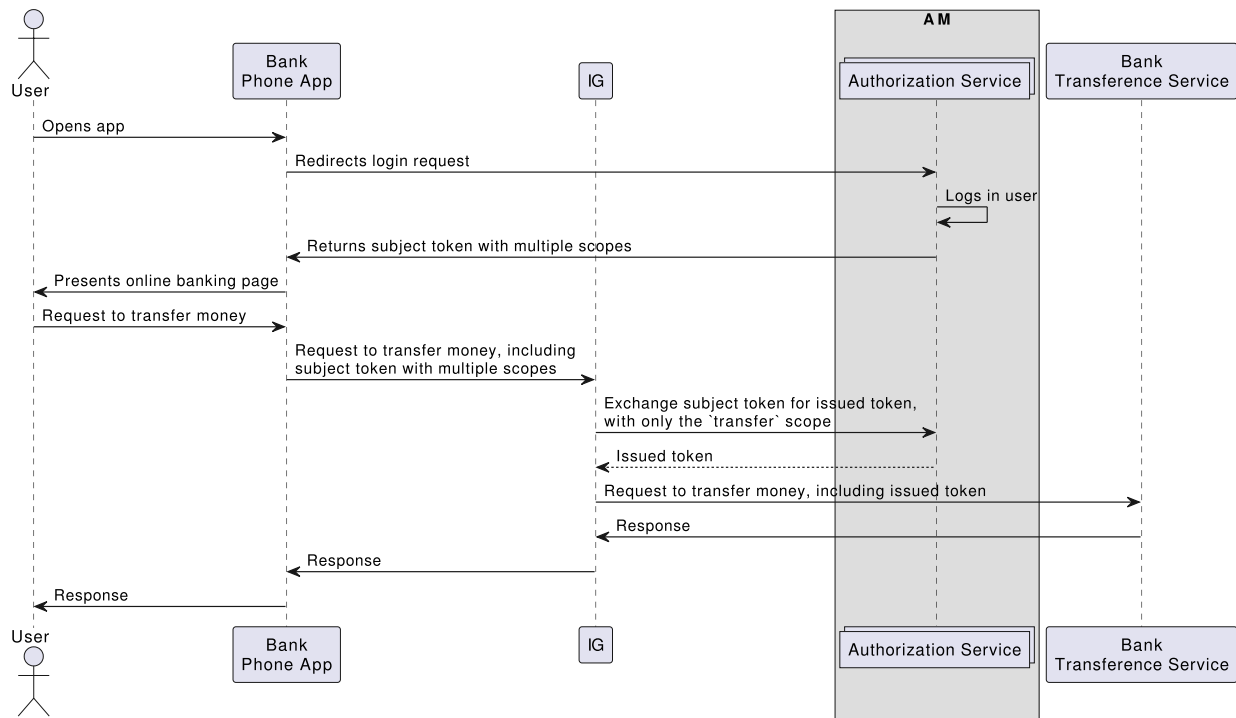 AM
User
Bank
Phone App
IG
Authorization Service
Bank
Transference Service
Opens app
Redirects login request
Logs in user
Returns subject token with multiple scopes
Presents online banking page
Request to transfer money
Request to transfer money, including
subject token with multiple scopes
Exchange subject token for issued token,
with only the `transfer` scope
Issued token
Request to transfer money, including issued token
Response
Response
Response
User
Bank
Phone App
IG
Authorization Service
Bank
Transference Service